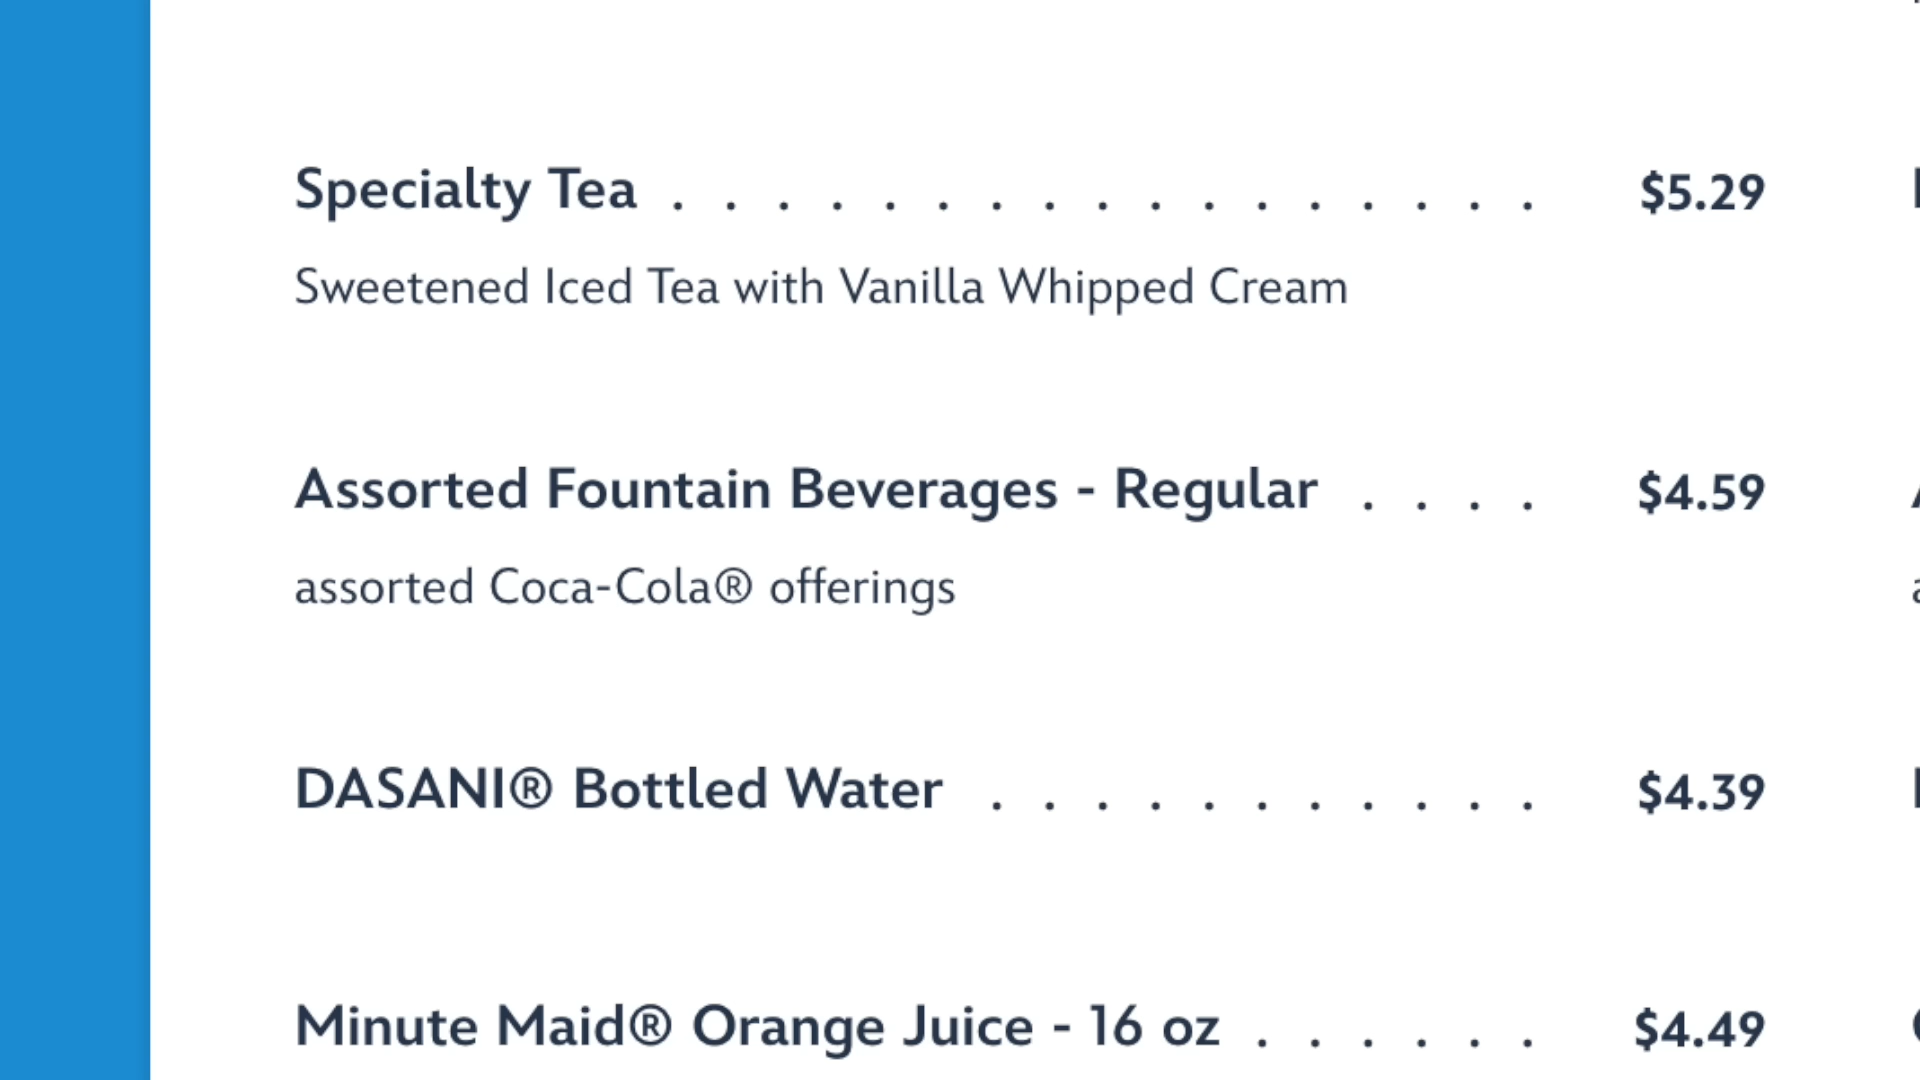 Specialty Tea . . . . . . . . . . . . . . . . . $5.29
Sweetened Iced Tea with Vanilla Whipped Cream
Assorted Fountain Beverages - Regular . . . . $4.59
assorted Coca-Cola® offerings
DASANI® Bottled Water . . . . . . . . . . . $4.39
Minute Maid® Orange Juice - 16 oz . . . . . . $4.49